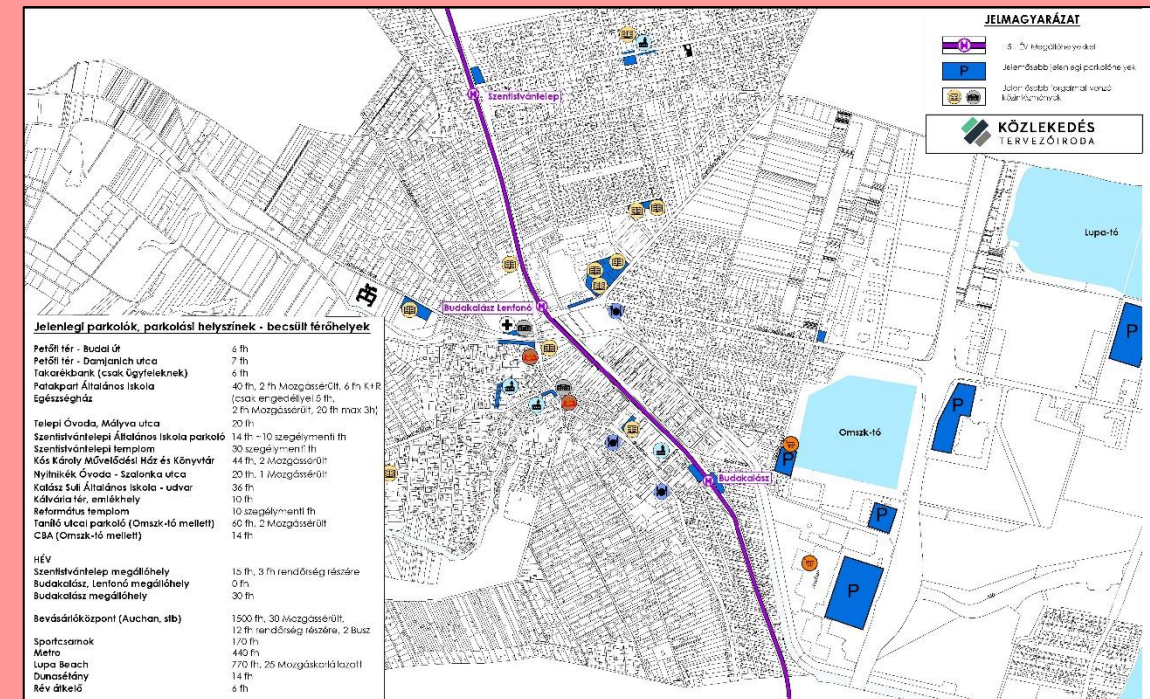 JELMAGYARÁZAT
H
P
Jelentősebb jelenlegi parkolóhelyek
Jelentősebb forgalmat vonzó
közintézmények
KÖZLEKEDÉS
TERVEZŐIRODA
H Szentistvántelep
Lupa-tó
Budakalász Lenfonó H
P
P
Omszk-tó
P
H Budakalász
P
P
Jelenlegi parkolók, parkolási helyszínek - becsült férőhelyek
Petőfi tér - Budai út 6 fh
Petőfi tér - Damjanich utca 7 fh
Takarékbank (csak ügyfeleknek) 6 fh
Patakpart Általános Iskola 40 fh, 2 fh Mozgássérült, 6 fh K+R
Egészségház (csak engedéllyel 5 fh,
2 fh Mozgássérült, 20 fh max 3h)
Telepi Óvoda, Mályva utca 20 fh
Szentistvántelepi Általános Iskola parkoló 14 fh ~10 szegélymenti fh
Szentistvántelepi templom 30 szegélymenti fh
Kós Károly Művelődési Ház és Könyvtár 44 fh, 2 Mozgássérült
Nyitnikék Óvoda - Szalonka utca 20 fh, 1 Mozgássérült
Kalász Suli Általános Iskola - udvar 36 fh
Kálvária tér, emlékhely 10 fh
Református templom 10 szegélymenti fh
Tanító utcai parkoló (Omszk-tó mellett) 60 fh, 2 Mozgássérült
CBA (Omszk-tó mellett) 14 fh
HÉV
Szentistvántelep megállóhely 15 fh, 3 fh rendőrség részére
Budakalász, Lenfonó megállóhely 0 fh
Budakalász megállóhely 30 fh
Bevásárlóközpont (Auchan, stb) 1500 fh, 30 Mozgássérült,
12 fh rendőrség részére, 2 Busz
Sportcsarnok 170 fh
Metro 440 fh
Lupa Beach 770 fh, 25 Mozgáskorlátozott
Dunasétány 14 fh
Rév átkelő 6 fh